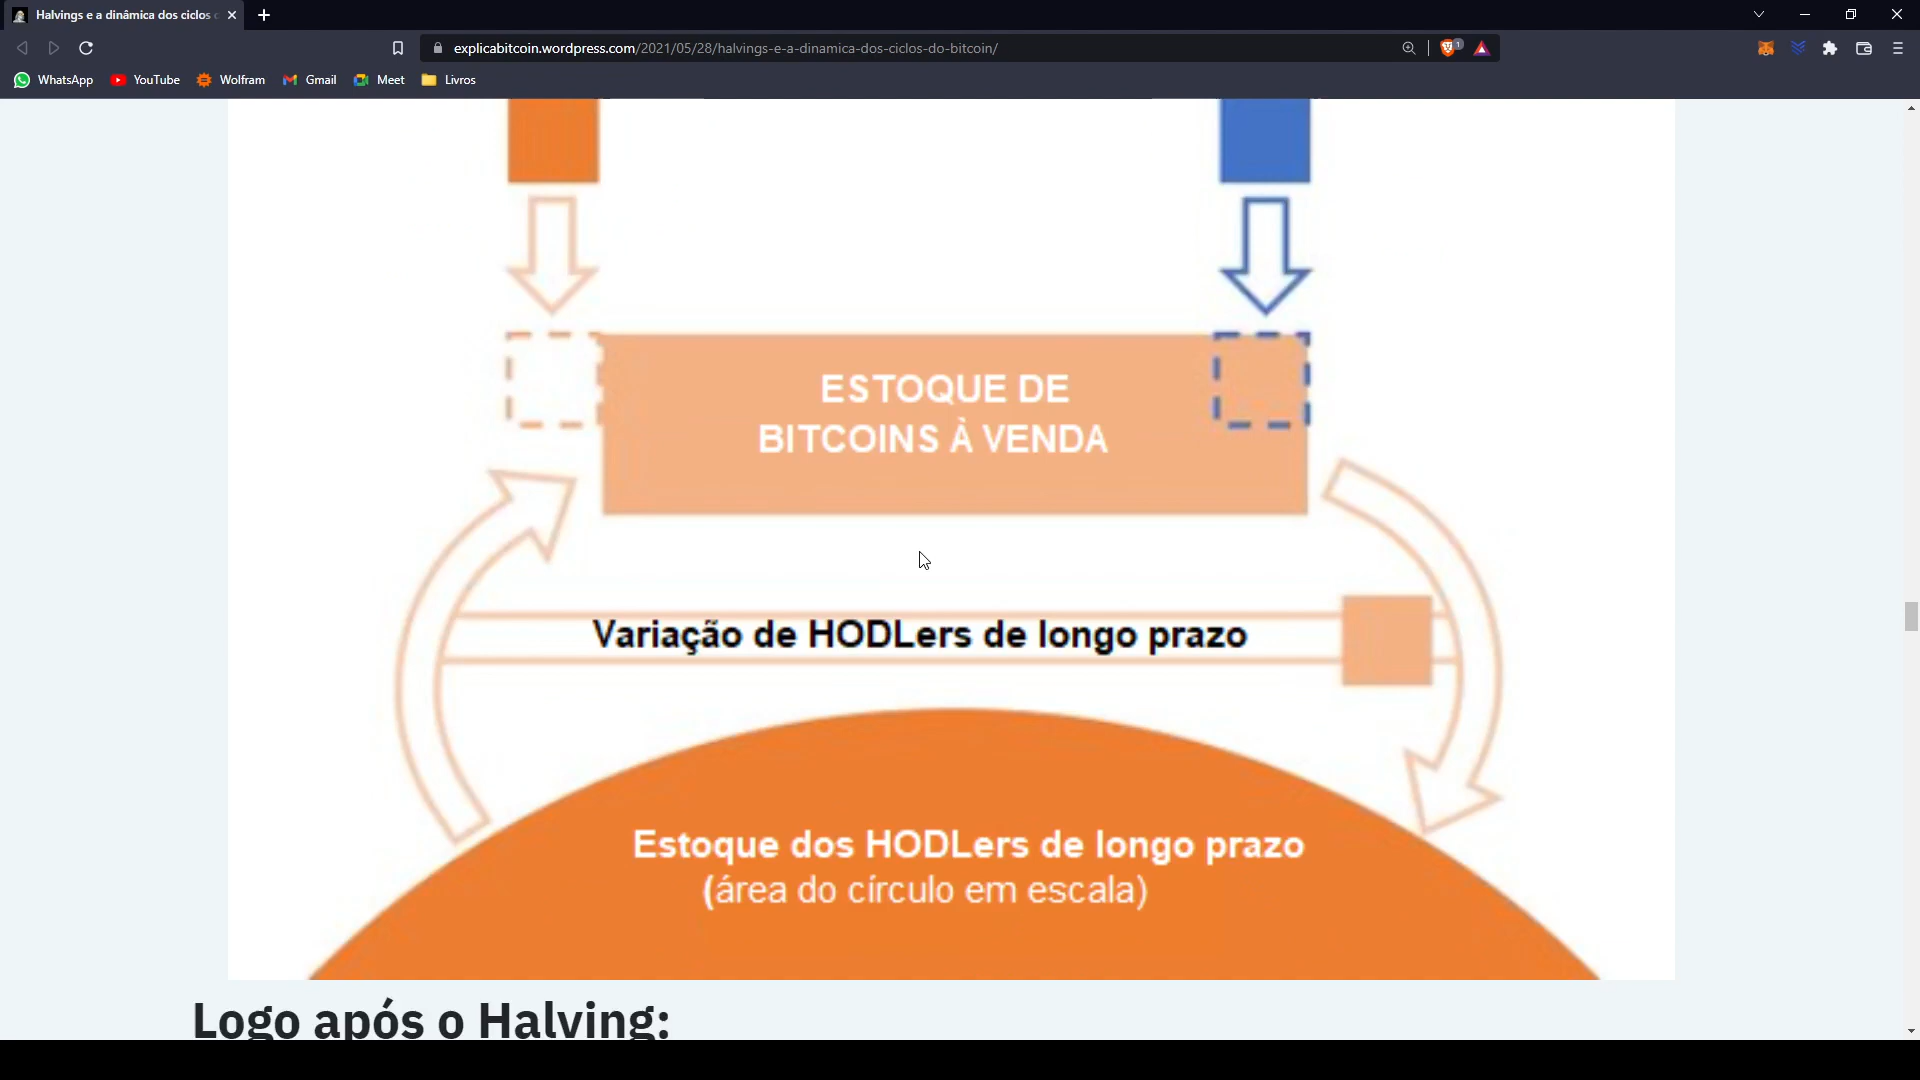 Halvings e a dinâmica dos ciclos
explicabitcoin.wordpress.com/2021/05/28/halvings-e-a-dinamica-dos-ciclos-do-bitcoin/
1
WhatsApp YouTube Wolfram Gmail Meet Livros
ESTOQUE DE
BITCOINS À VENDA
Variação de HODLers de longo prazo
Estoque dos HODLers de longo prazo
(área do círculo em escala)
Logo após o Halving: